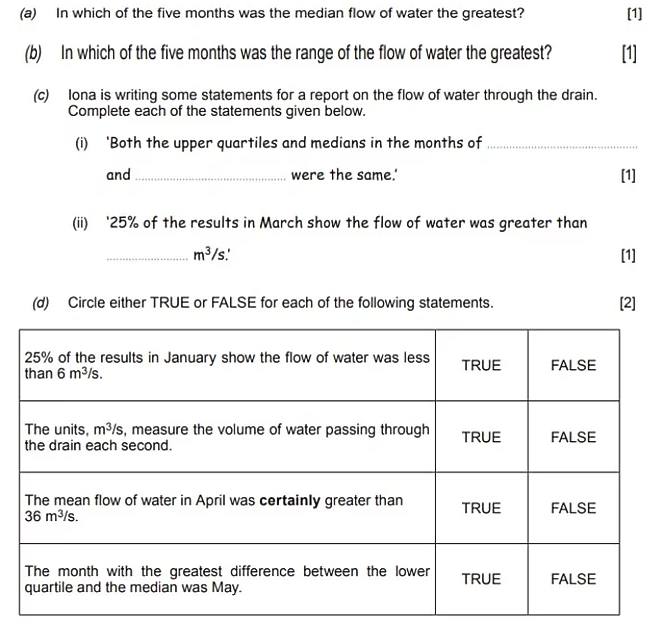 (a) In which of the five months was the median flow of water the greatest? [1]
(b) In which of the five months was the range of the flow of water the greatest? [1]
(c) Iona is writing some statements for a report on the flow of water through the drain.
Complete each of the statements given below.
(i) 'Both the upper quartiles and medians in the months of ..........................................
and .......................................... were the same.' [1]
(ii) '25% of the results in March show the flow of water was greater than
........................ m³/s.' [1]
(d) Circle either TRUE or FALSE for each of the following statements. [2]
25% of the results in January show the flow of water was less
than 6 m³/s.
TRUE FALSE
The units, m³/s, measure the volume of water passing through
the drain each second.
TRUE FALSE
The mean flow of water in April was certainly greater than
36 m³/s.
TRUE FALSE
The month with the greatest difference between the lower
quartile and the median was May.
TRUE FALSE